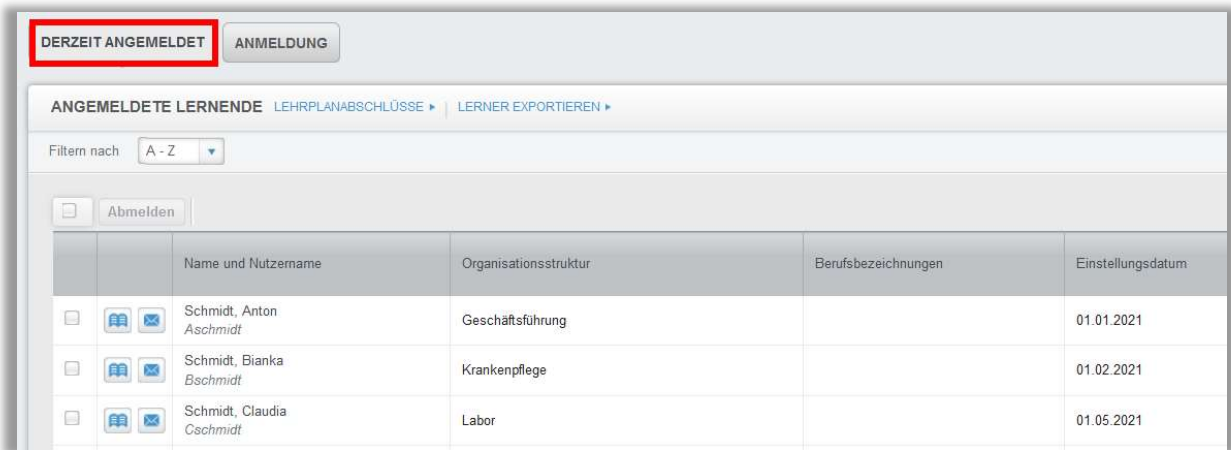 DERZEIT ANGEMELDET ANMELDUNG
ANGEMELDETE LERNENDE LEHRPLANABSCHLÜSSE LERNER EXPORTIEREN
Filtern nach A - Z
Abmelden
Name und Nutzername Organisationsstruktur Berufsbezeichnungen Einstellungsdatum
Schmidt, Anton
Aschmidt
Geschäftsführung 01.01.2021
Schmidt, Bianka
Bschmidt
Krankenpflege 01.02.2021
Schmidt, Claudia
Cschmidt
Labor 01.05.2021